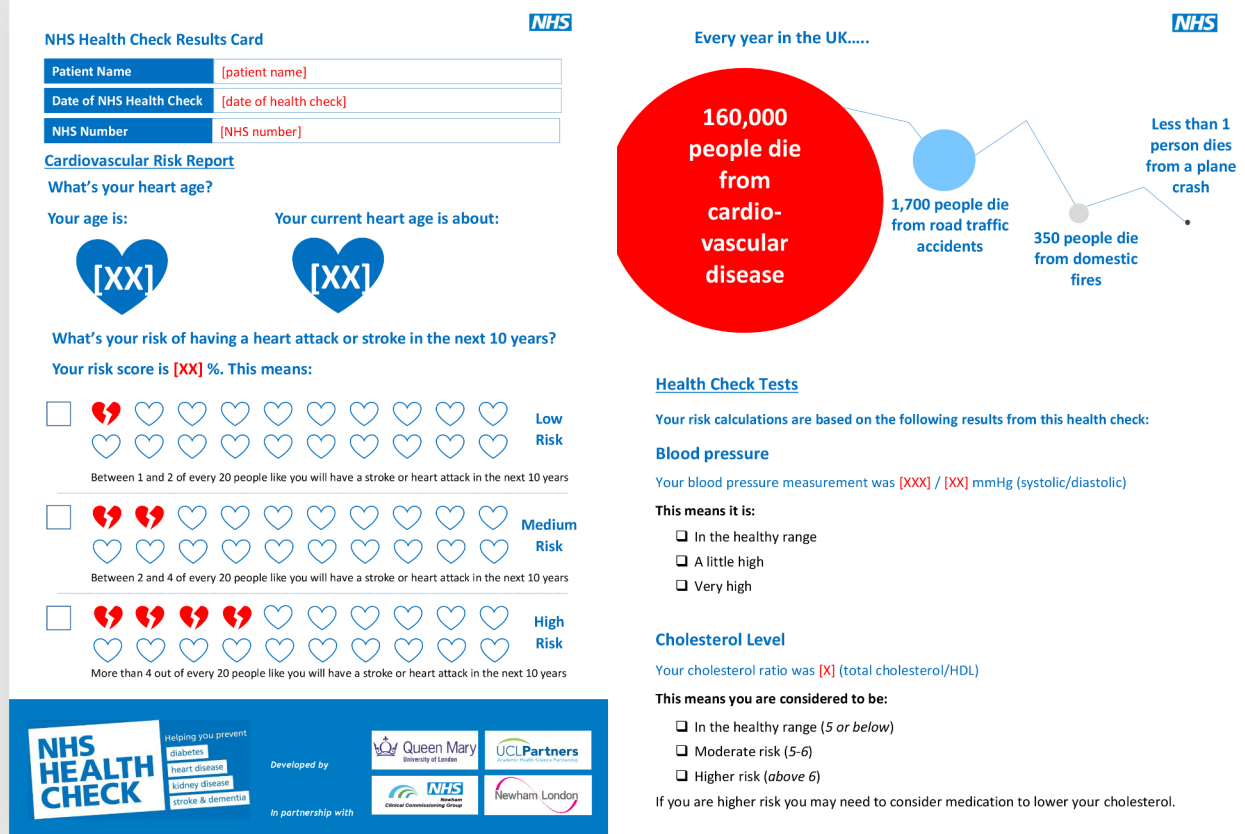 NHS
NHS Health Check Results Card
Patient Name [patient name]
Date of NHS Health Check [date of health check]
NHS Number [NHS number]
Cardiovascular Risk Report
What's your heart age?
Your age is: Your current heart age is about:
[XX] [XX]
What's your risk of having a heart attack or stroke in the next 10 years?
Your risk score is [XX] %. This means:
Low
Risk
Between 1 and 2 of every 20 people like you will have a stroke or heart attack in the next 10 years
Medium
Risk
Between 2 and 4 of every 20 people like you will have a stroke or heart attack in the next 10 years
High
Risk
More than 4 out of every 20 people like you will have a stroke or heart attack in the next 10 years
NHS
HEALTH
CHECK
Helping you prevent
diabetes
heart disease
kidney disease
stroke & dementia
Developed by
Queen Mary
University of London
UCLPartners
Academic Health Science Partnership
In partnership with
NHS
Newham
Clinical Commissioning Group
Newham London
NHS
Every year in the UK…..
160,000
people die
from
cardio-
vascular
disease
1,700 people die
from road traffic
accidents
350 people die
from domestic
fires
Less than 1
person dies
from a plane
crash
Health Check Tests
Your risk calculations are based on the following results from this health check:
Blood pressure
Your blood pressure measurement was [XXX] / [XX] mmHg (systolic/diastolic)
This means it is:
In the healthy range
A little high
Very high
Cholesterol Level
Your cholesterol ratio was [X] (total cholesterol/HDL)
This means you are considered to be:
In the healthy range (5 or below)
Moderate risk (5-6)
Higher risk (above 6)
If you are higher risk you may need to consider medication to lower your cholesterol.